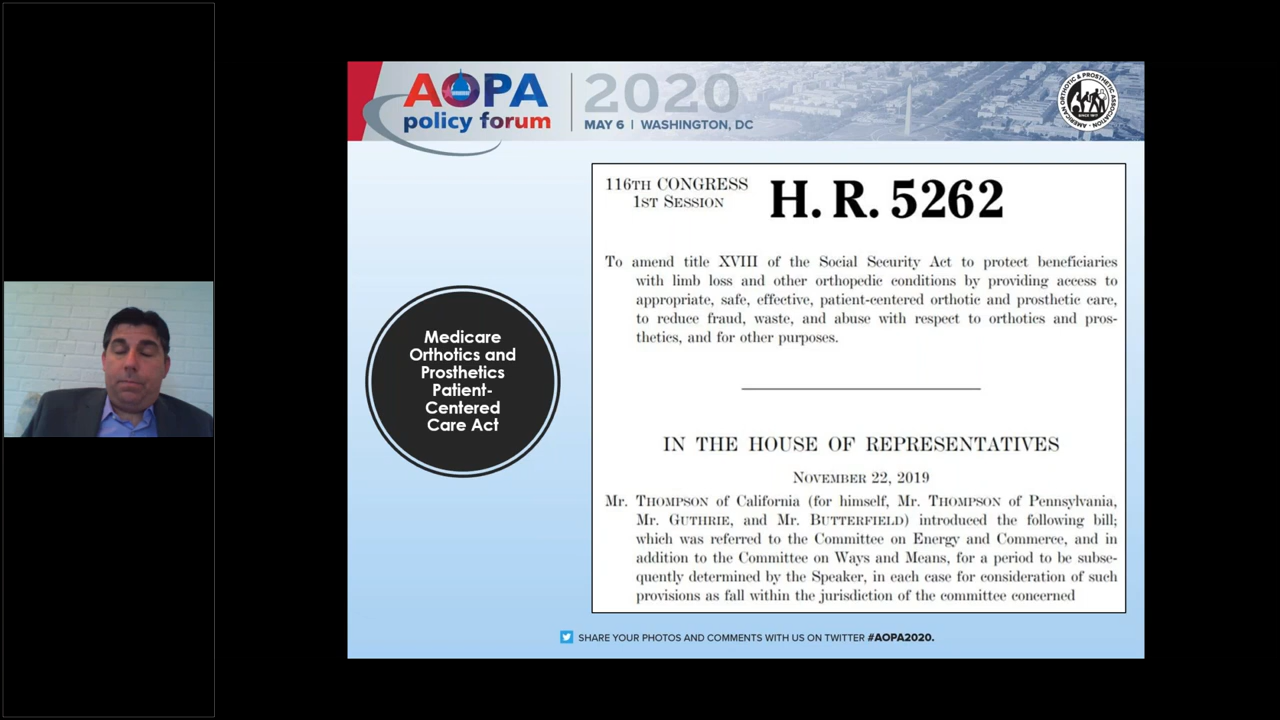 AOPA
policy forum
2020
MAY 6 | WASHINGTON, DC
AMERICAN ORTHOTIC & PROSTHETIC ASSOCIATION
SINCE 1917
Medicare
Orthotics and
Prosthetics
Patient-
Centered
Care Act
116TH CONGRESS
1ST SESSION
H. R. 5262
To amend title XVIII of the Social Security Act to protect beneficiaries
with limb loss and other orthopedic conditions by providing access to
appropriate, safe, effective, patient-centered orthotic and prosthetic care,
to reduce fraud, waste, and abuse with respect to orthotics and pros-
thetics, and for other purposes.
IN THE HOUSE OF REPRESENTATIVES
NOVEMBER 22, 2019
Mr. THOMPSON of California (for himself, Mr. THOMPSON of Pennsylvania,
Mr. GUTHRIE, and Mr. BUTTERFIELD) introduced the following bill;
which was referred to the Committee on Energy and Commerce, and in
addition to the Committee on Ways and Means, for a period to be subse-
quently determined by the Speaker, in each case for consideration of such
provisions as fall within the jurisdiction of the committee concerned
SHARE YOUR PHOTOS AND COMMENTS WITH US ON TWITTER #AOPA2020.